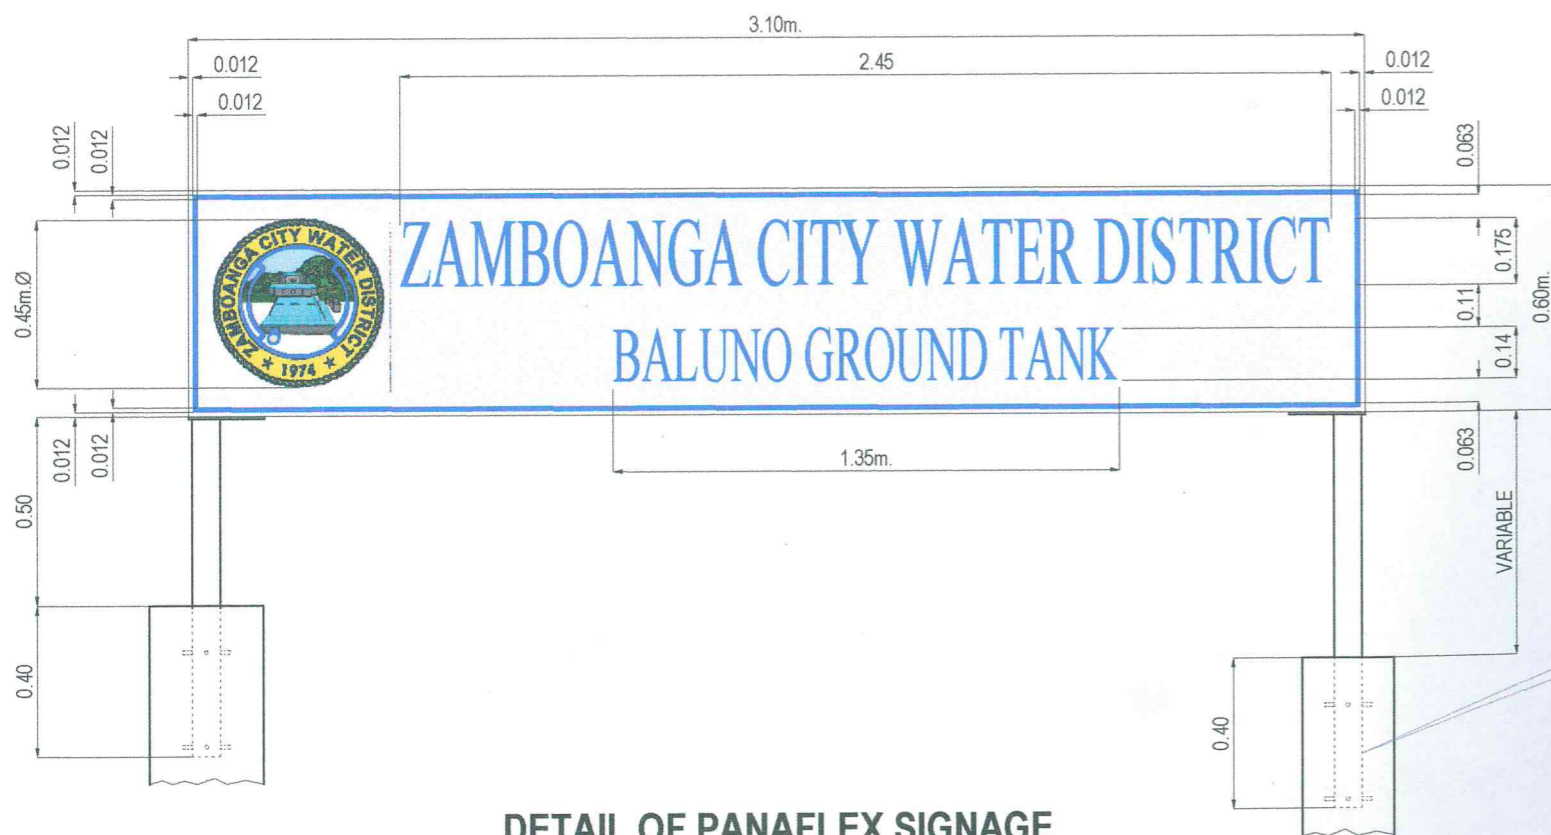 3.10m.
0.012
2.45
0.012
0.012
0.012
0.012
0.012
0.063
ZAMBOANGA CITY WATER DISTRICT
1974
ZAMBOANGA CITY WATER DISTRICT
BALUNO GROUND TANK
0.45m.Ø
0.175
0.11
0.14
0.60m.
0.012
0.012
1.35m.
0.063
0.50
VARIABLE
0.40
0.40
DETAIL OF PANAFLEX SIGNAGE